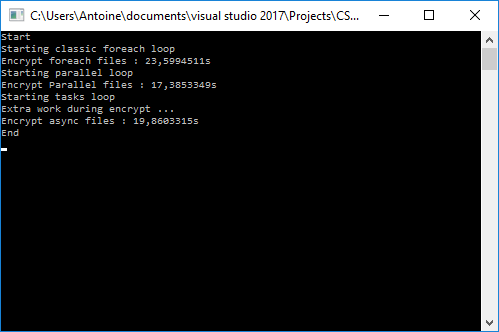 C:\Users\Antoine\documents\visual studio 2017\Projects\CS...
Start
Starting classic foreach loop
Encrypt foreach files : 23,5994511s
Starting parallel loop
Encrypt Parallel files : 17,3853349s
Starting tasks loop
Extra work during encrypt ...
Encrypt async files : 19,8603315s
End